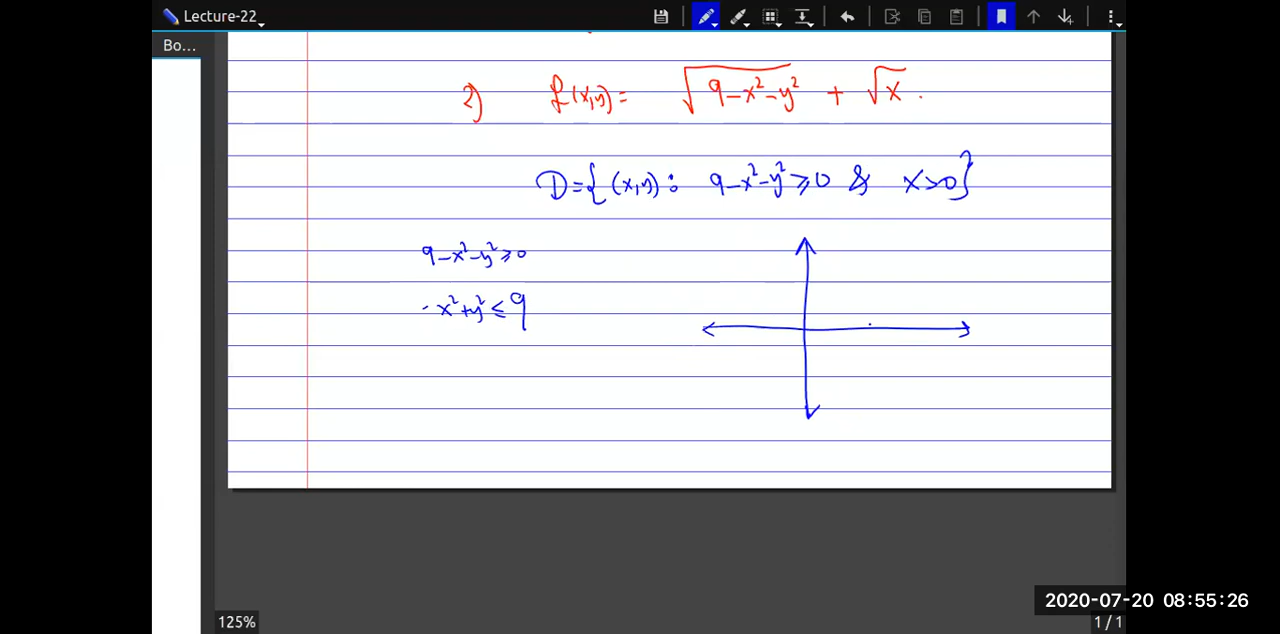 Lecture-22
Bo...
2) f(x,y) = √(9-x²-y²) + √x .
D = { (x,y) : 9-x²-y² ≥ 0 & x>0 }
9-x²-y² ≥ 0
- x²+y² ≤ 9
2020-07-20 08:55:26
125%
1 / 1